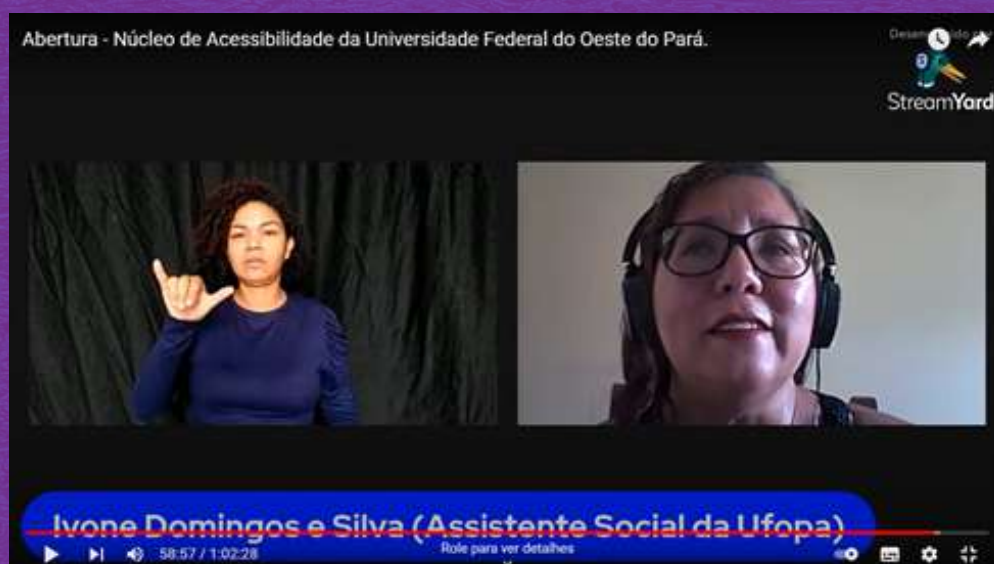 Abertura - Núcleo de Acessibilidade da Universidade Federal do Oeste do Pará.
StreamYard
Ivone Domingos e Silva (Assistente Social da Ufopa)
58:57 / 1:02:28
Role para ver detalhes